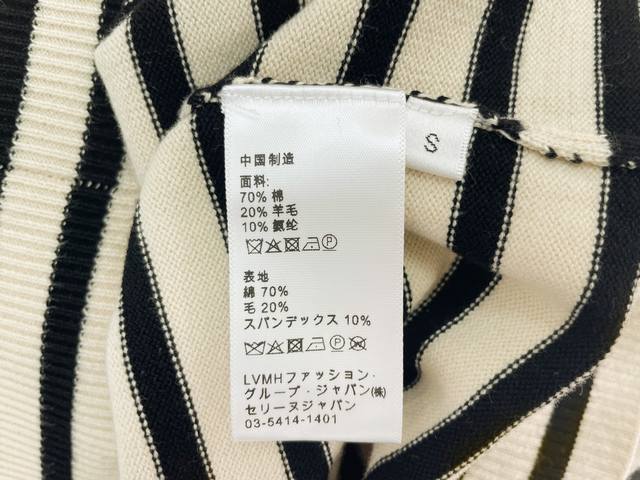 中国制造
面料:
70% 棉
20% 羊毛
10% 氨纶
表地
綿 70%
毛 20%
スパンデックス 10%
LVMHファッション・
グループ・ジャパン(株)
セリーヌジャパン
03-5414-1401
S